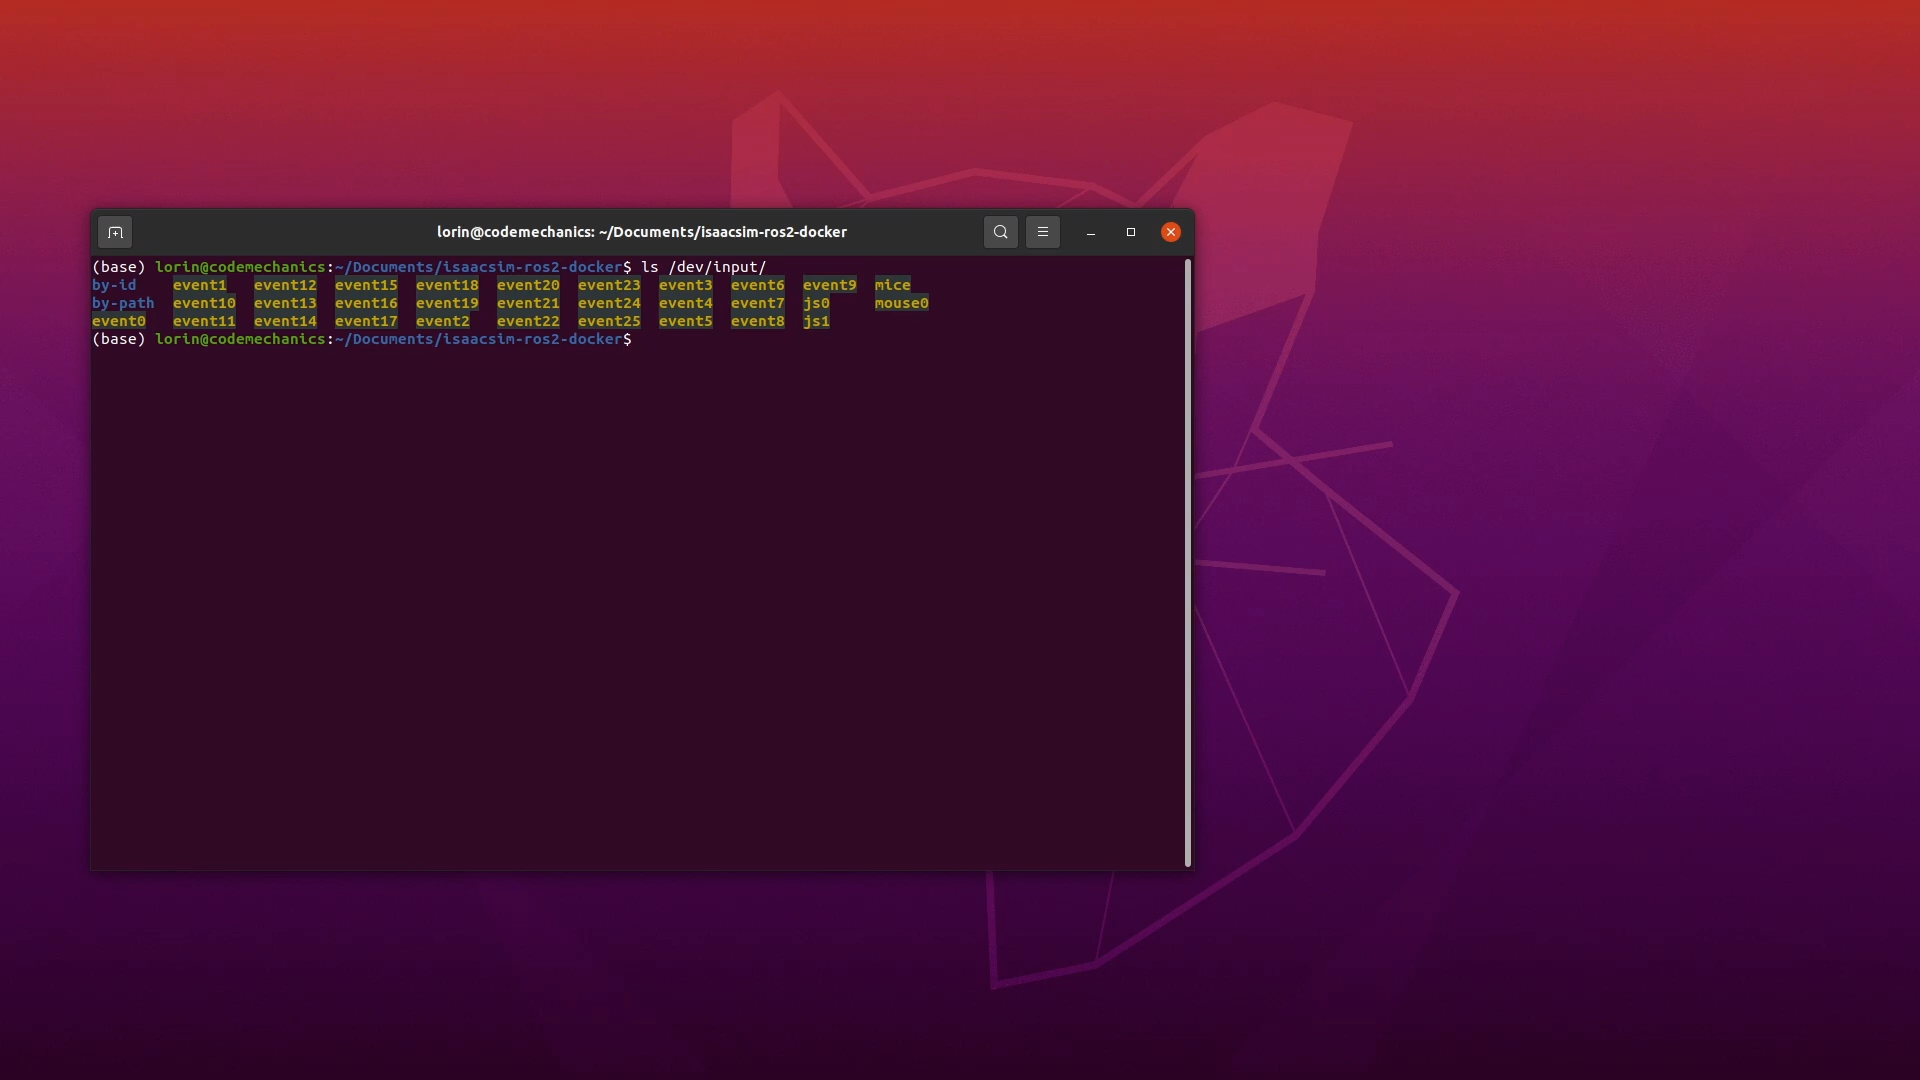 lorin@codemechanics: ~/Documents/isaacsim-ros2-docker
(base) lorin@codemechanics:~/Documents/isaacsim-ros2-docker$ ls /dev/input/
by-id event1 event12 event15 event18 event20 event23 event3 event6 event9 mice
by-path event10 event13 event16 event19 event21 event24 event4 event7 js0 mouse0
event0 event11 event14 event17 event2 event22 event25 event5 event8 js1
(base) lorin@codemechanics:~/Documents/isaacsim-ros2-docker$